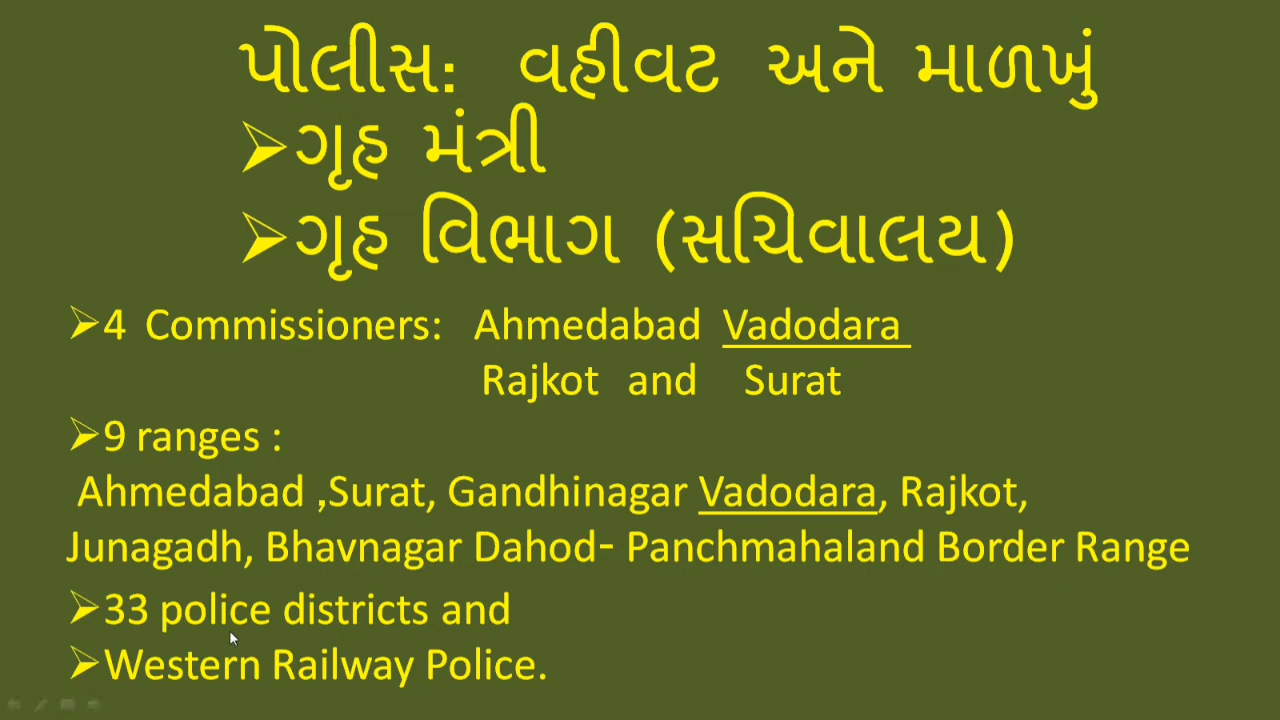 પોલીસ: વહીવટ અને માળખું
➢ગૃહ મંત્રી
➢ગૃહ વિભાગ (સચિવાલય)
➢4 Commissioners: Ahmedabad Vadodara
Rajkot and Surat
➢9 ranges :
Ahmedabad ,Surat, Gandhinagar Vadodara, Rajkot,
Junagadh, Bhavnagar Dahod- Panchmahaland Border Range
➢33 police districts and
➢Western Railway Police.